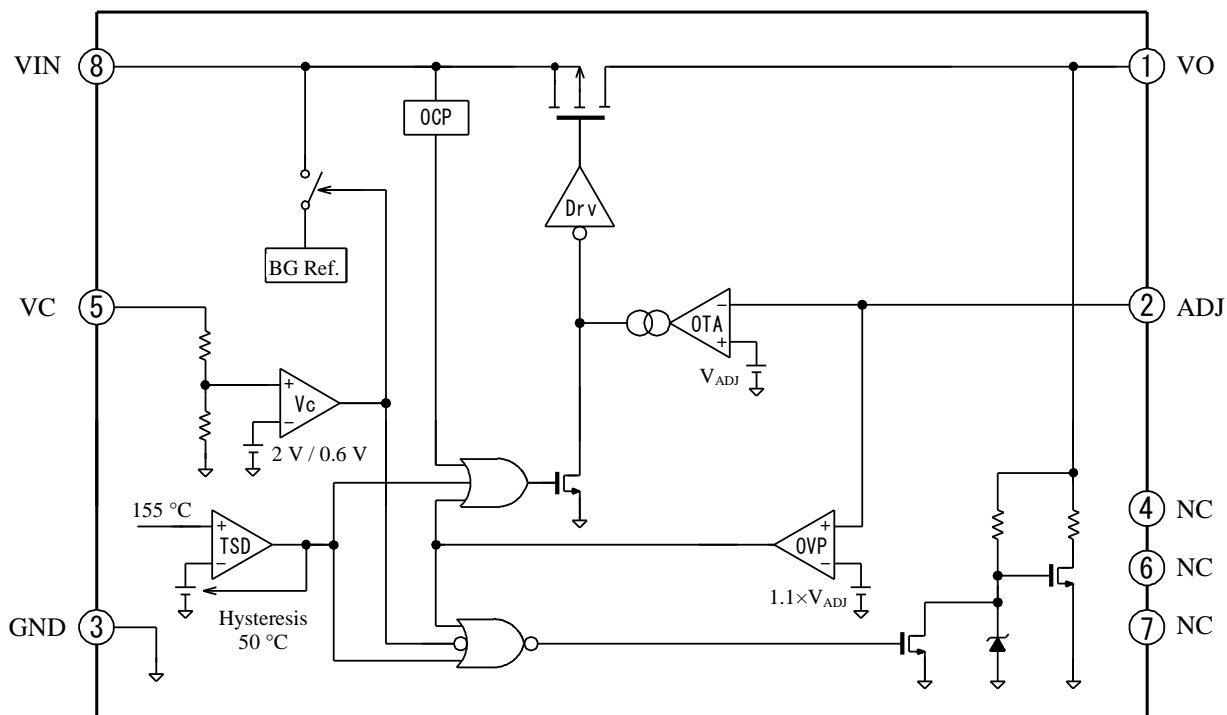 VIN
8
1
VO
OCP
Drv
BG Ref.
VC
5
2
ADJ
−
OTA
+
VADJ
+
Vc
−
2 V / 0.6 V
155 °C
+
TSD
−
Hysteresis
50 °C
+
OVP
−
1.1×VADJ
4
NC
6
NC
7
NC
GND
3